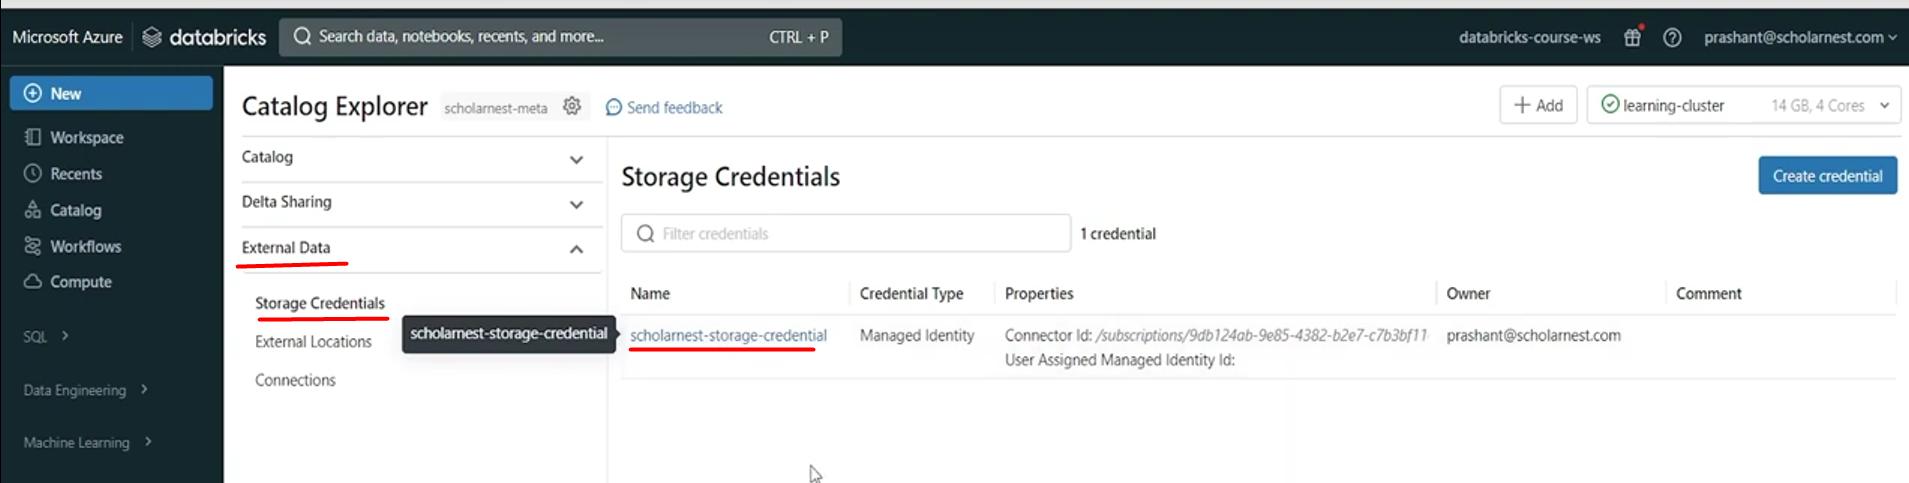 Microsoft Azure databricks Search data, notebooks, recents, and more... CTRL + P databricks-course-ws prashant@scholarnest.com
New
Workspace
Recents
Catalog
Workflows
Compute
SQL
Data Engineering
Machine Learning
Catalog Explorer scholarnest-meta Send feedback + Add learning-cluster 14 GB, 4 Cores
Catalog
Delta Sharing
External Data
Storage Credentials
External Locations
Connections
scholarnest-storage-credential
Storage Credentials Create credential
Filter credentials 1 credential
Name Credential Type Properties Owner Comment
scholarnest-storage-credential Managed Identity Connector Id: /subscriptions/9db124ab-9e85-4382-b2e7-c7b3bf11 prashant@scholarnest.com
User Assigned Managed Identity Id: